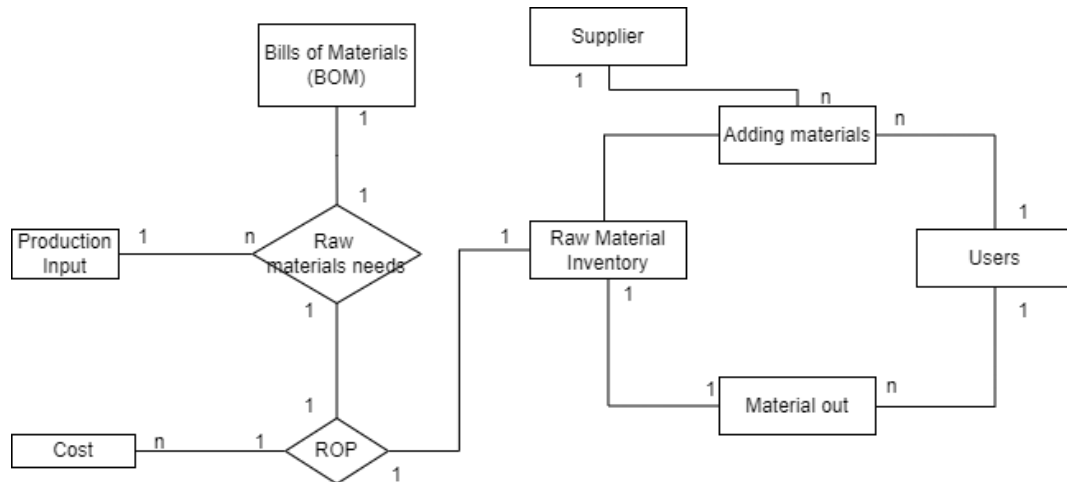 Bills of Materials
(BOM)
1
1
Production
Input
1
n
Raw
materials needs
1
1
Cost
n
1
ROP
1
Supplier
1
n
Adding materials
n
1
Raw Material
Inventory
1
1
Users
1
1
Material out
n